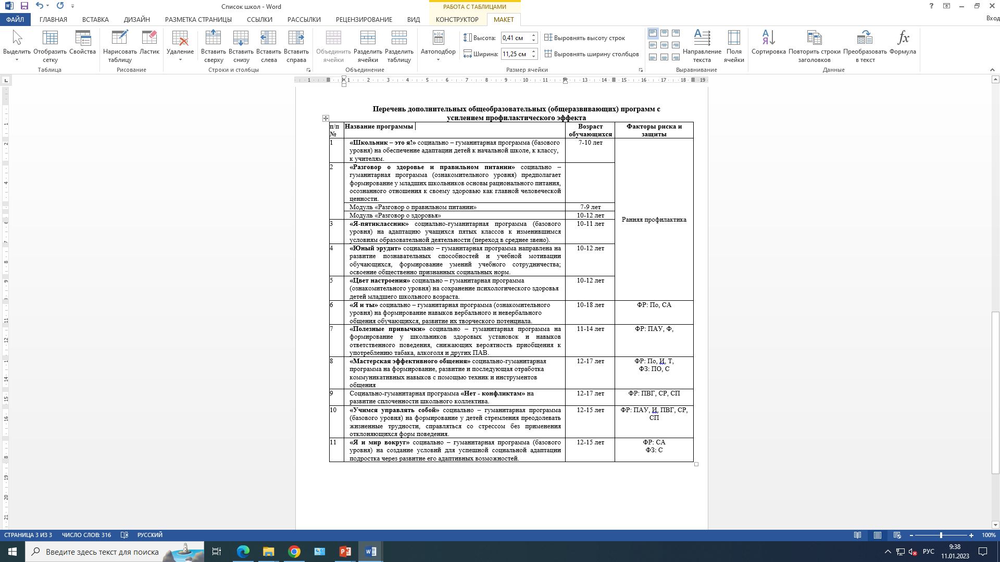 Список школ - Word
РАБОТА С ТАБЛИЦАМИ
?
ФАЙЛ ГЛАВНАЯ ВСТАВКА ДИЗАЙН РАЗМЕТКА СТРАНИЦЫ ССЫЛКИ РАССЫЛКИ РЕЦЕНЗИРОВАНИЕ ВИД КОНСТРУКТОР МАКЕТ Вход
Выделить Отобразить сетку Свойства
Нарисовать таблицу Ластик
Удаление Вставить сверху Вставить снизу Вставить слева Вставить справа
Объединить ячейки Разделить ячейки Разделить таблицу
Автоподбор
Высота: 0,41 см Выровнять высоту строк
Ширина: 11,25 см Выровнять ширину столбцов
Направление текста Поля ячейки
Сортировка Повторить строки заголовков Преобразовать в текст Формула
Таблица Рисование Строки и столбцы Объединение Размер ячейки Выравнивание Данные
1 1 2 3 4 5 6 7 8 9 10 11 13 14 15 16 17 18 19
Перечень дополнительных общеобразовательных (общеразвивающих) программ с
усилением профилактического эффекта
п/п Название программы Возраст Факторы риска и
№ обучающихся защиты
1 «Школьник – это я!» социально – гуманитарная программа (базового 7-10 лет
уровня) на обеспечение адаптации детей к начальной школе, к классу,
к учителям.
2 «Разговор о здоровье и правильном питании» социально –
гуманитарная программа (ознакомительного уровня) предполагает
формирование у младших школьников основы рационального питания,
осознанного отношения к своему здоровью как главной человеческой
ценности.
Модуль «Разговор о правильном питании» 7-9 лет
Модуль «Разговор о здоровья» 10-12 лет
Ранняя профилактика
3 «Я-пятиклассник» социально-гуманитарная программа (базового 10-11 лет
уровня) на адаптацию учащихся пятых классов к изменившимся
условиям образовательной деятельности (переход в среднее звено).
4 «Юный эрудит» социально – гуманитарная программа направлена на 10-12 лет
развитие познавательных способностей и учебной мотивации
обучающихся, формирование умений учебного сотрудничества;
освоение общественно признанных социальных норм.
5 «Цвет настроения» социально – гуманитарная программа 10-12 лет
(ознакомительного уровня) на сохранение психологического здоровья
детей младшего школьного возраста.
6 «Я и ты» социально – гуманитарная программа (ознакомительного 10-18 лет ФР: По, СА
уровня) на формирование навыков вербального и невербального
общения обучающихся, развитие их творческого потенциала.
7 «Полезные привычки» социально – гуманитарная программа на 11-14 лет ФР: ПАУ, Ф,
формирование у школьников здоровых установок и навыков
ответственного поведения, снижающих вероятность приобщения к
употреблению табака, алкоголя и других ПАВ.
8 «Мастерская эффективного общения» социально-гуманитарная 12-17 лет ФР: По, И, Т,
программа на формирование, развитие и последующая отработка ФЗ: ПО, С
коммуникативных навыков с помощью техник и инструментов
общения
9 Социально-гуманитарная программа «Нет - конфликтам» на 12-17 лет ФР: ПВГ, СР, СП
развитие сплоченности школьного коллектива.
10 «Учимся управлять собой» социально – гуманитарная программа 12-15 лет ФР: ПАУ, И, ПВГ, СР,
(базового уровня) на формирование у детей стремления преодолевать СП
жизненные трудности, справляться со стрессом без применения
отклоняющихся форм поведения.
11 «Я и мир вокруг» социально – гуманитарная программа (базового 12-15 лет ФР: СА
уровня) на создание условий для успешной социальной адаптации ФЗ: С
подростка через развитие его адаптивных возможностей.
СТРАНИЦА 3 ИЗ 3 ЧИСЛО СЛОВ: 316 РУССКИЙ 100%
Введите здесь текст для поиска
РУС 9:38
11.01.2023